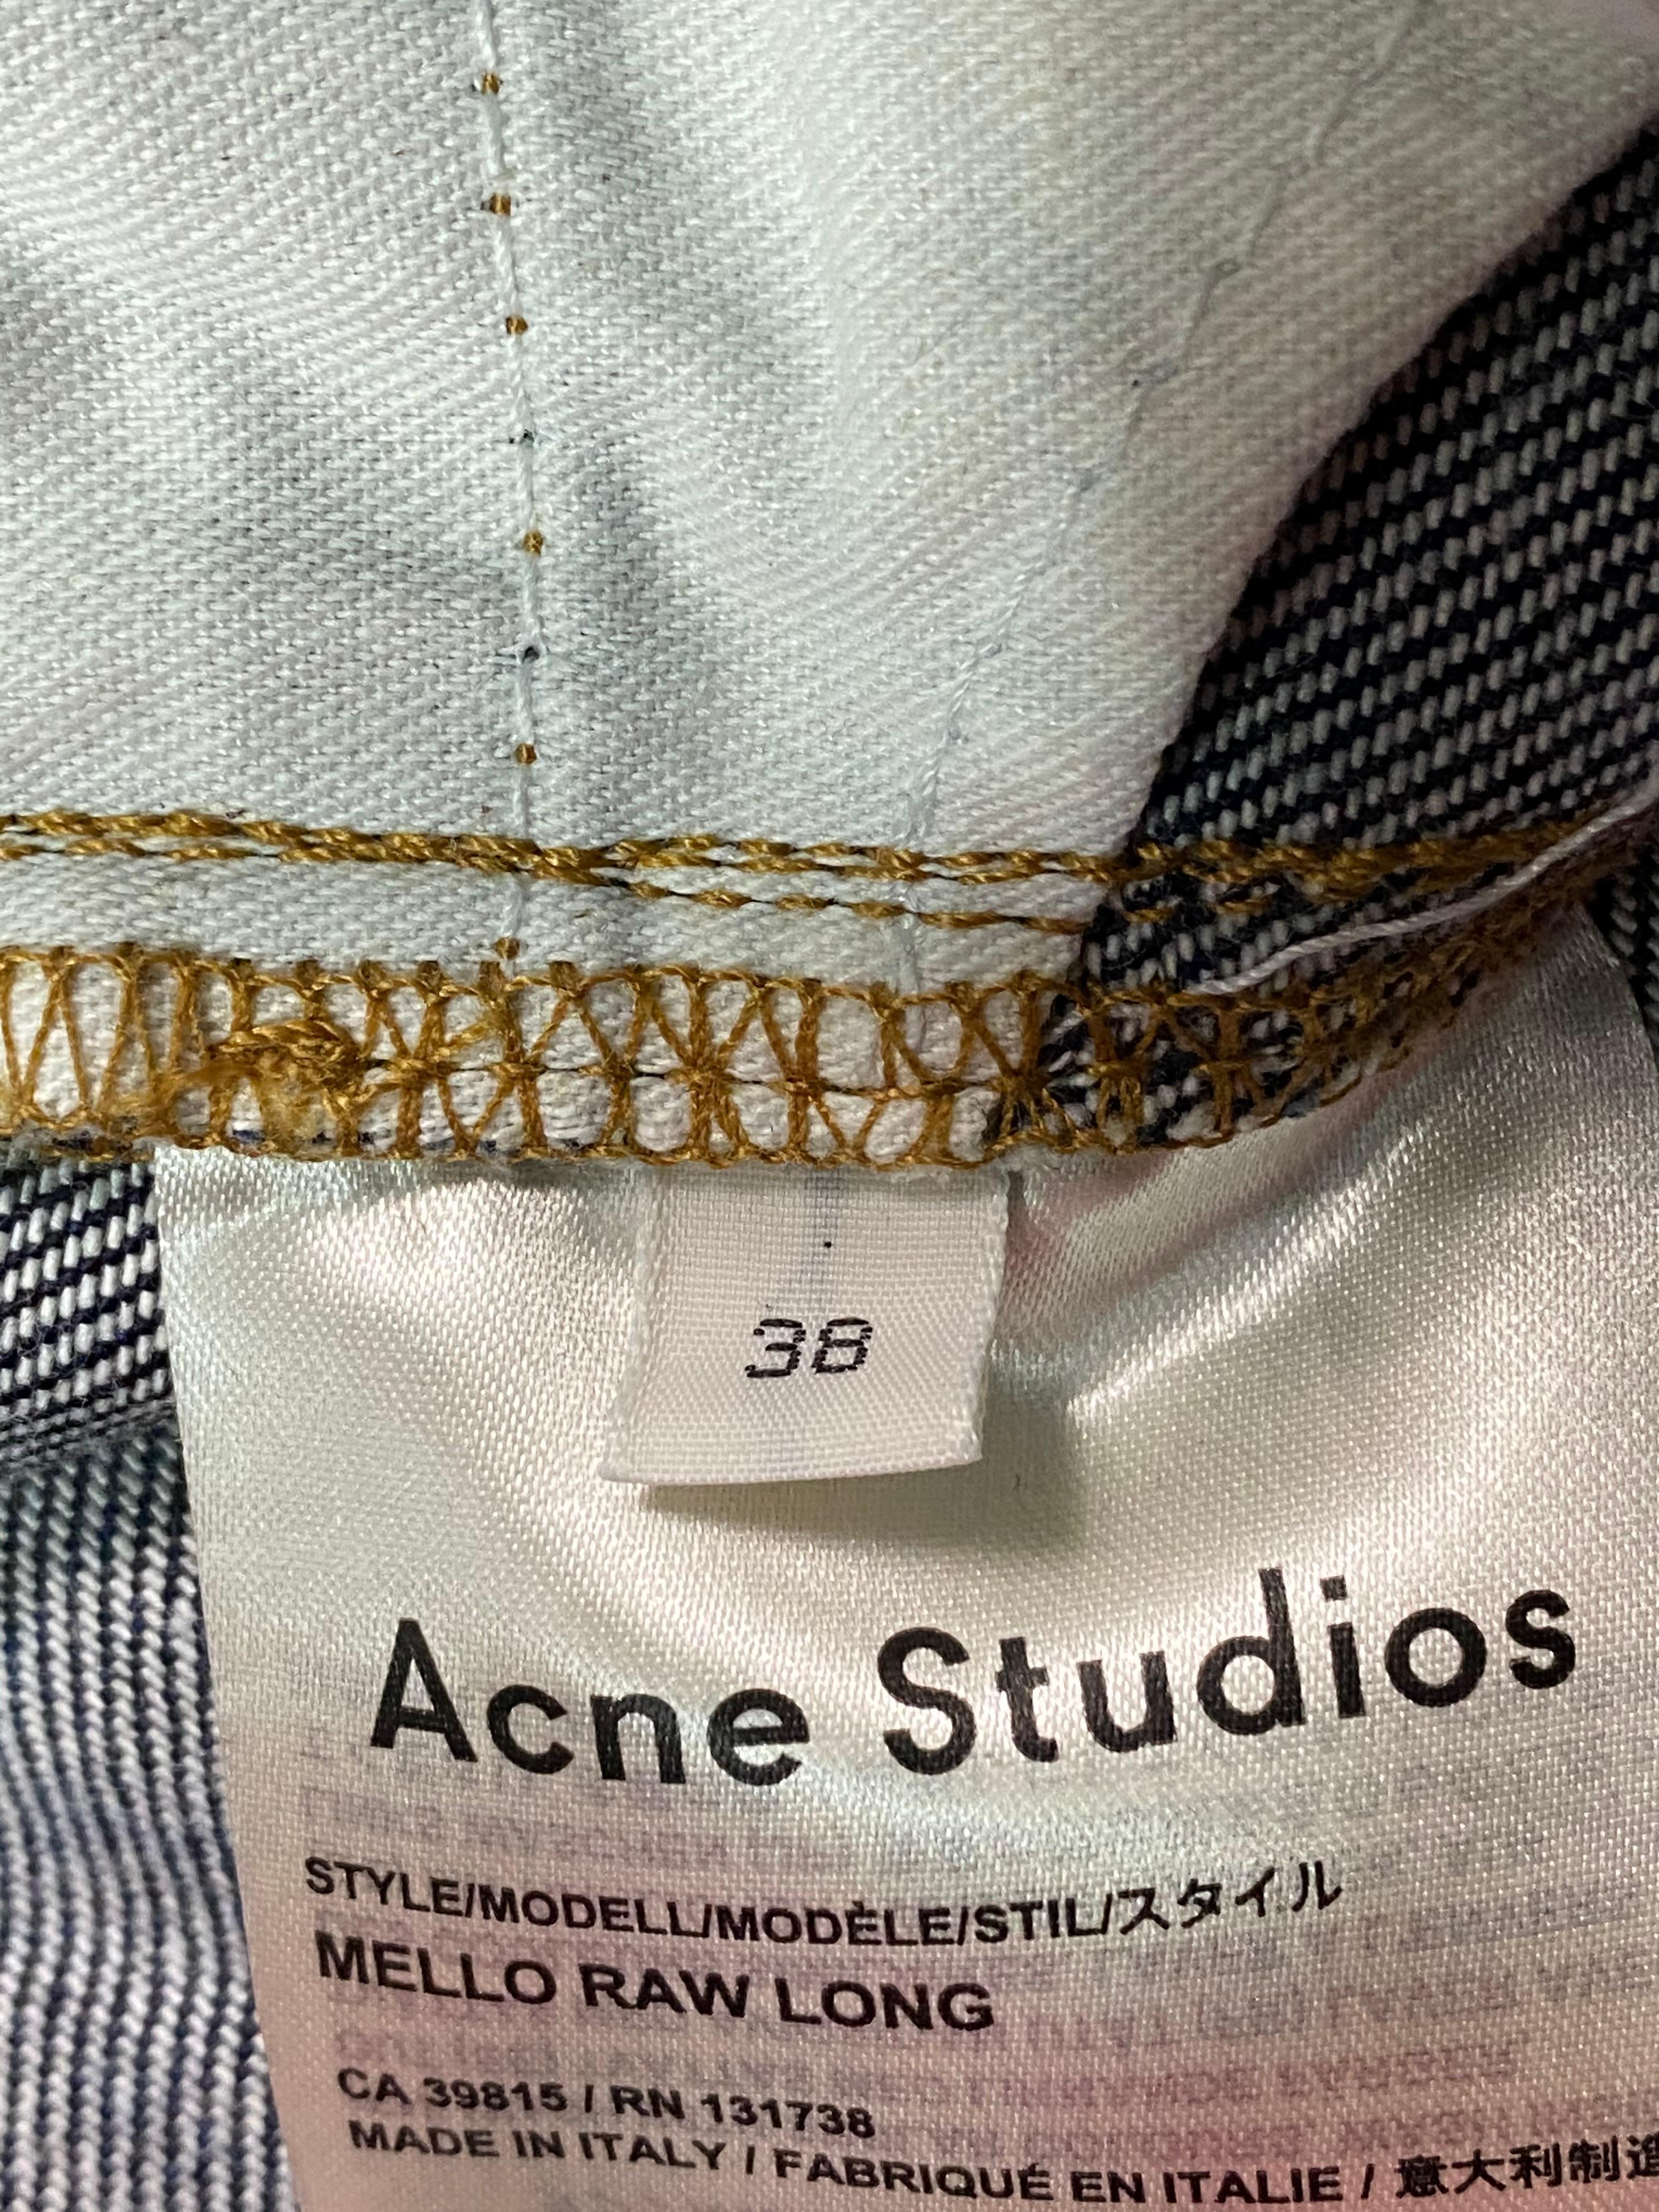 38
Acne Studios
STYLE/MODELL/MODÈLE/STIL/スタイル
MELLO RAW LONG
CA 39815 / RN 131738
MADE IN ITALY / FABRIQUÉ EN ITALIE / 意大利制造